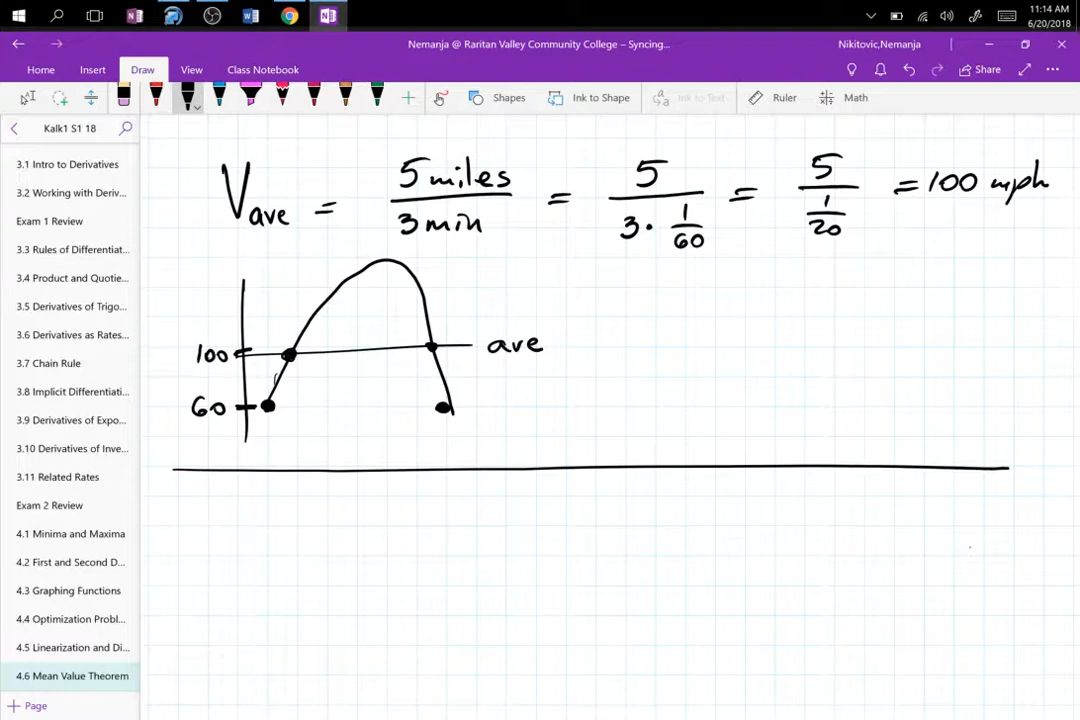 11:14 AM
6/20/2018
Nemanja @ Raritan Valley Community College – Syncing...
Nikitovic,Nemanja
Home Insert Draw View Class Notebook
Share
Shapes Ink to Shape Ink to Text Ruler Math
Kalk1 S1 18
3.1 Intro to Derivatives
3.2 Working with Deriv...
Exam 1 Review
3.3 Rules of Differentiat...
3.4 Product and Quotie...
3.5 Derivatives of Trigo...
3.6 Derivatives as Rates...
3.7 Chain Rule
3.8 Implicit Differentiati...
3.9 Derivatives of Expo...
3.10 Derivatives of Inve...
3.11 Related Rates
Exam 2 Review
4.1 Minima and Maxima
4.2 First and Second D...
4.3 Graphing Functions
4.4 Optimization Probl...
4.5 Linearization and Di...
4.6 Mean Value Theorem
+ Page
V_ave = 5 miles / 3 min = 5 / (3 · 1/60) = 5 / (1/20) = 100 mph
100 ave
60